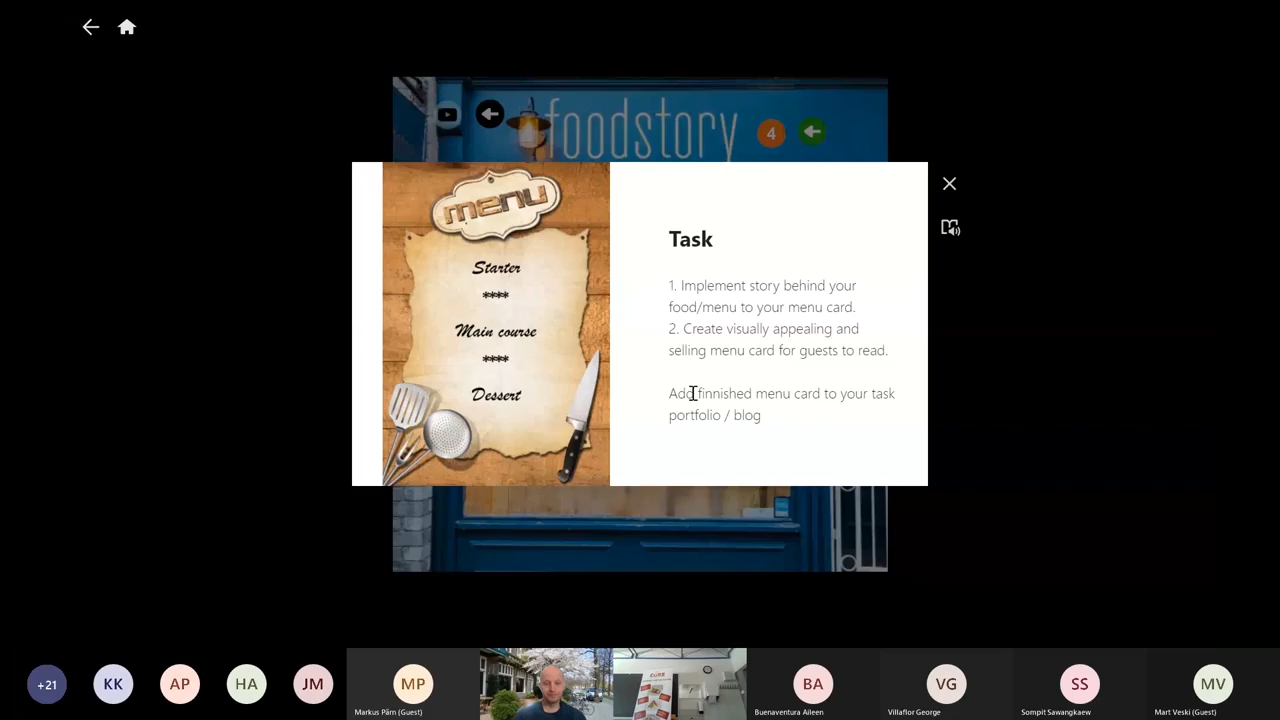 foodstory
4
menu
Starter
****
Main course
****
Dessert
Task
1. Implement story behind your
food/menu to your menu card.
2. Create visually appealing and
selling menu card for guests to read.
Add finnished menu card to your task
portfolio / blog
+21
KK
AP
HA
JM
MP
Markus Pärn (Guest)
BA
Buenaventura Aileen
VG
Villaflor George
SS
Sompit Sawangkaew
MV
Mart Veski (Guest)